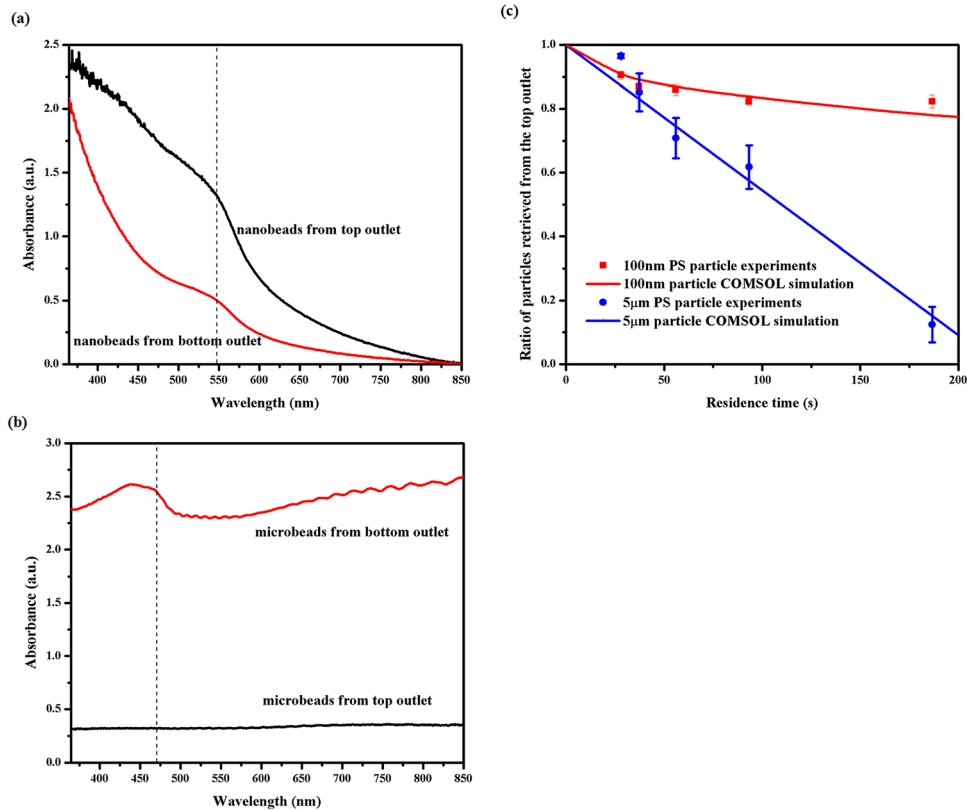 (a)
2.5
2.0
1.5
1.0
0.5
0.0
Absorbance (a.u.)
nanobeads from top outlet
nanobeads from bottom outlet
400 450 500 550 600 650 700 750 800 850
Wavelength (nm)
(b)
3.0
2.5
2.0
1.5
1.0
0.5
0.0
Absorbance (a.u.)
microbeads from bottom outlet
microbeads from top outlet
400 450 500 550 600 650 700 750 800 850
Wavelength (nm)
(c)
1.0
0.8
0.6
0.4
0.2
0.0
Ratio of particles retrieved from the top outlet
100nm PS particle experiments
100nm particle COMSOL simulation
5μm PS particle experiments
5μm particle COMSOL simulation
0 50 100 150 200
Residence time (s)